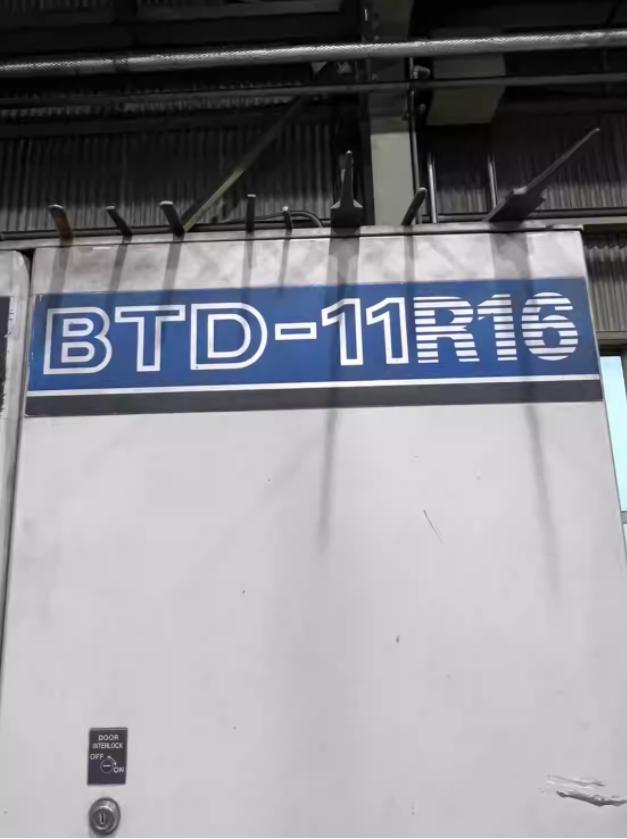 BTD-11R16
DOOR
INTERLOCK
OFF
ON